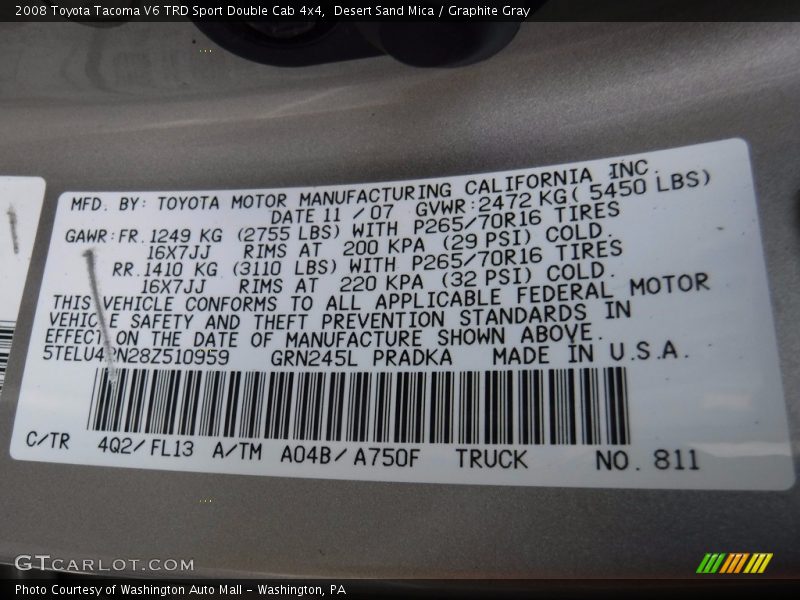 2008 Toyota Tacoma V6 TRD Sport Double Cab 4x4,  Desert Sand Mica / Graphite Gray
MFD. BY: TOYOTA MOTOR MANUFACTURING CALIFORNIA INC.
DATE 11 / 07  GVWR:2472 KG( 5450 LBS)
GAWR:FR.1249 KG (2755 LBS) WITH P265/70R16 TIRES
16X7JJ  RIMS AT  200 KPA (29 PSI) COLD.
RR.1410 KG (3110 LBS) WITH P265/70R16 TIRES
16X7JJ  RIMS AT  220 KPA (32 PSI) COLD.
THIS VEHICLE CONFORMS TO ALL APPLICABLE FEDERAL MOTOR
VEHICLE SAFETY AND THEFT PREVENTION STANDARDS IN
EFFECT ON THE DATE OF MANUFACTURE SHOWN ABOVE.
GRN245L PRADKA  MADE IN U.S.A.
C/TR  4Q2/FL13  A/TM  A04B/A750F  TRUCK  NO. 811
GTCARLOT.COM
Photo Courtesy of Washington Auto Mall – Washington, PA